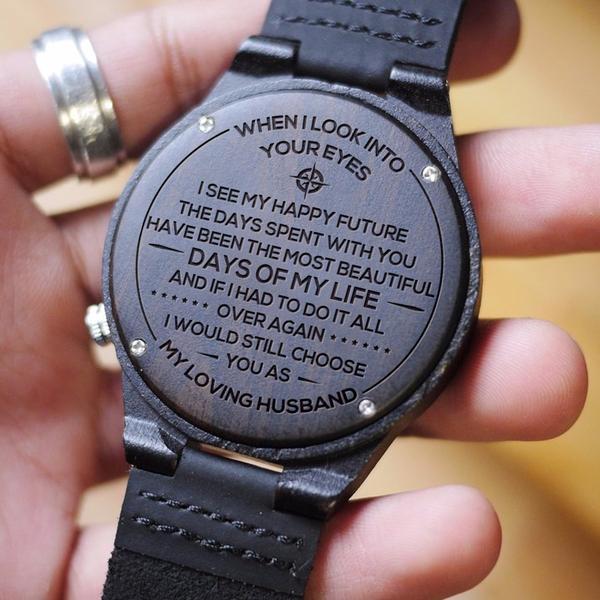 WHEN I LOOK INTO
YOUR EYES
I SEE MY HAPPY FUTURE
THE DAYS SPENT WITH YOU
HAVE BEEN THE MOST BEAUTIFUL
DAYS OF MY LIFE
AND IF I HAD TO DO IT ALL
OVER AGAIN
I WOULD STILL CHOOSE
YOU AS
MY LOVING HUSBAND